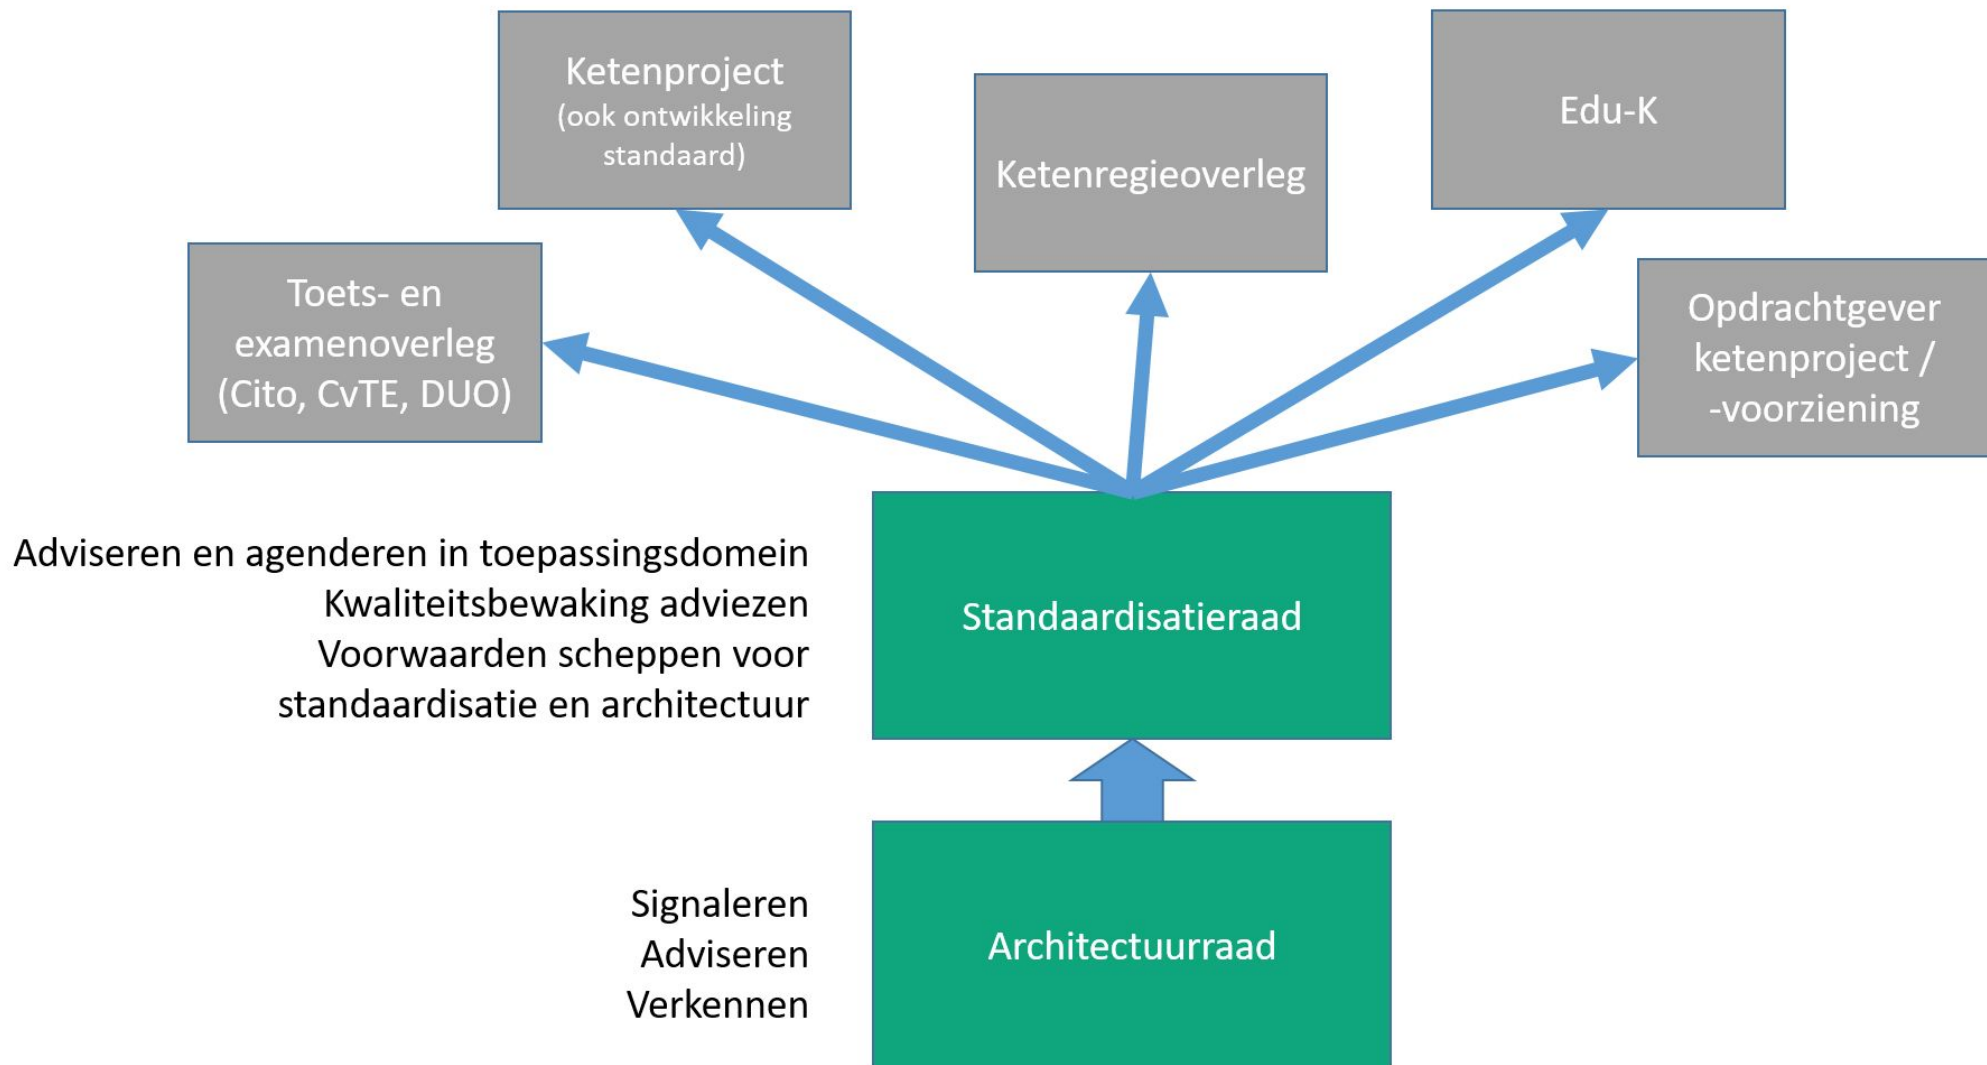 Ketenproject
(ook ontwikkeling
standaard)
Ketenregieoverleg
Edu-K
Toets- en
examenoverleg
(Cito, CvTE, DUO)
Opdrachtgever
ketenproject /
-voorziening
Adviseren en agenderen in toepassingsdomein
Kwaliteitsbewaking adviezen
Voorwaarden scheppen voor
standaardisatie en architectuur
Standaardisatieraad
Signaleren
Adviseren
Verkennen
Architectuurraad